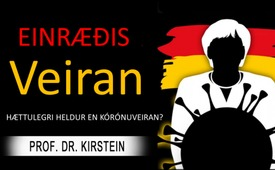 EINRÆÐIS
Veiran
HÆTTULEGRI HELDUR EN KÓRÓNUVEIRAN?
PROF. DR. KIRSTEIN